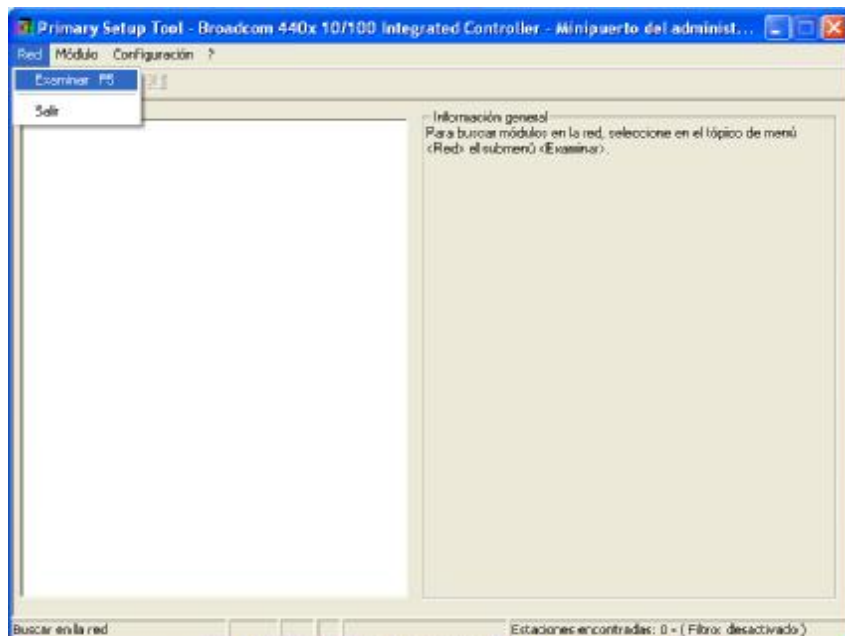 Primary Setup Tool - Broadcom 440x 10/100 Integrated Controller - Minipuerto del administ...
Red Módulo Configuración ?
Examinar F5
Salir
Información general
Para buscar módulos en la red, seleccione en el tópico de menú
<Red> el submenú <Examinar>.
Buscar en la red
Estaciones encontradas: 0 - ( Filtro: desactivado )